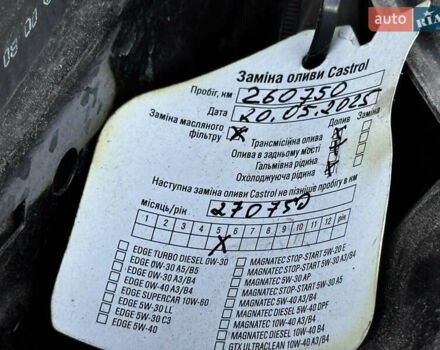 auto RIA
Заміна оливи Castrol
Пробіг, км 260750
Дата 20.05.2025
Заміна масляного фільтру
Долив Заміна
Трансмісійна олива
Олива в задньому мості
Гальмівна рідина
Охолоджуюча рідина
Наступна заміна оливи Castrol не пізніше пробігу в км
270750
місяць/рік
1 2 3 4 5 6 7 8 9 10 11 12 рік
EDGE TURBO DIESEL 0W-30
EDGE 0W-30 A5/B5
EDGE 0W-30 A3/B4
EDGE 0W-40 A3/B4
EDGE SUPERCAR 10W-60
EDGE 5W-30 LL
EDGE 5W-30 C3
EDGE 5W-40
MAGNATEC STOP-START 5W-20 E
MAGNATEC STOP-START 5W-30 A3/B4
MAGNATEC 5W-30 AP
MAGNATEC STOP-START 5W-30 A5
MAGNATEC 5W-40 A3/B4
MAGNATEC DIESEL 5W-40 DPF
MAGNATEC 10W-40 A3/B4
MAGNATEC DIESEL 10W-40 B4
GTX ULTRACLEAN 10W-40 A3/B4